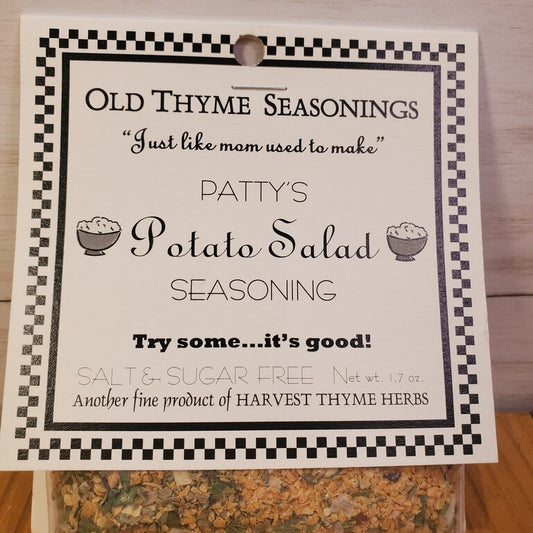 OLD THYME SEASONINGS
"Just like mom used to make"
PATTY'S
Potato Salad
SEASONING
Try some...it's good!
SALT & SUGAR FREE Net wt. 1.7 oz.
Another fine product of HARVEST THYME HERBS